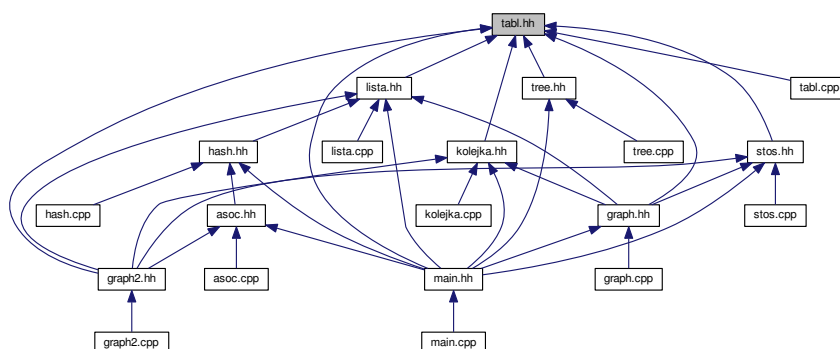 tabl.hh
lista.hh
tree.hh
tabl.cpp
hash.hh
lista.cpp
kolejka.hh
tree.cpp
stos.hh
hash.cpp
asoc.hh
kolejka.cpp
graph.hh
stos.cpp
graph2.hh
asoc.cpp
main.hh
graph.cpp
graph2.cpp
main.cpp